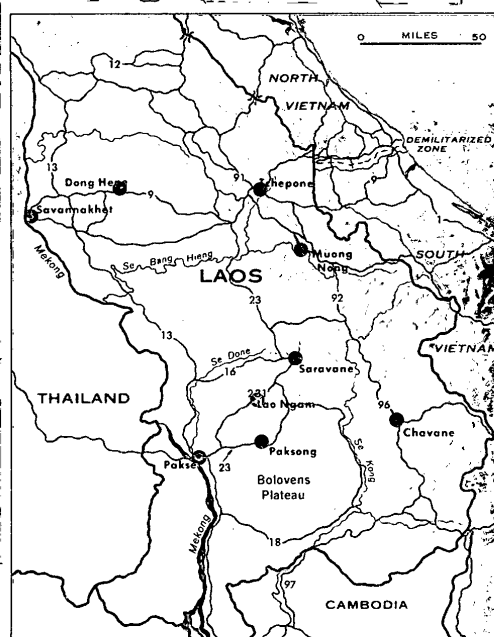 0 MILES 50
12
NORTH
VIETNAM
DEMILITARIZED
ZONE
13
Dong Heng
9
91
Tchepone
9
Savannakhet
1
Mekong
Se Bang Hieng
Muong
Nong
SOUTH
LAOS
23
92
13
VIETNAM
Se Done
16
Saravane
THAILAND
231
Lao Ngam
96
Chavane
Paksong
Pakse
23
Se Kong
Bolovens
Plateau
Mekong
18
97
CAMBODIA